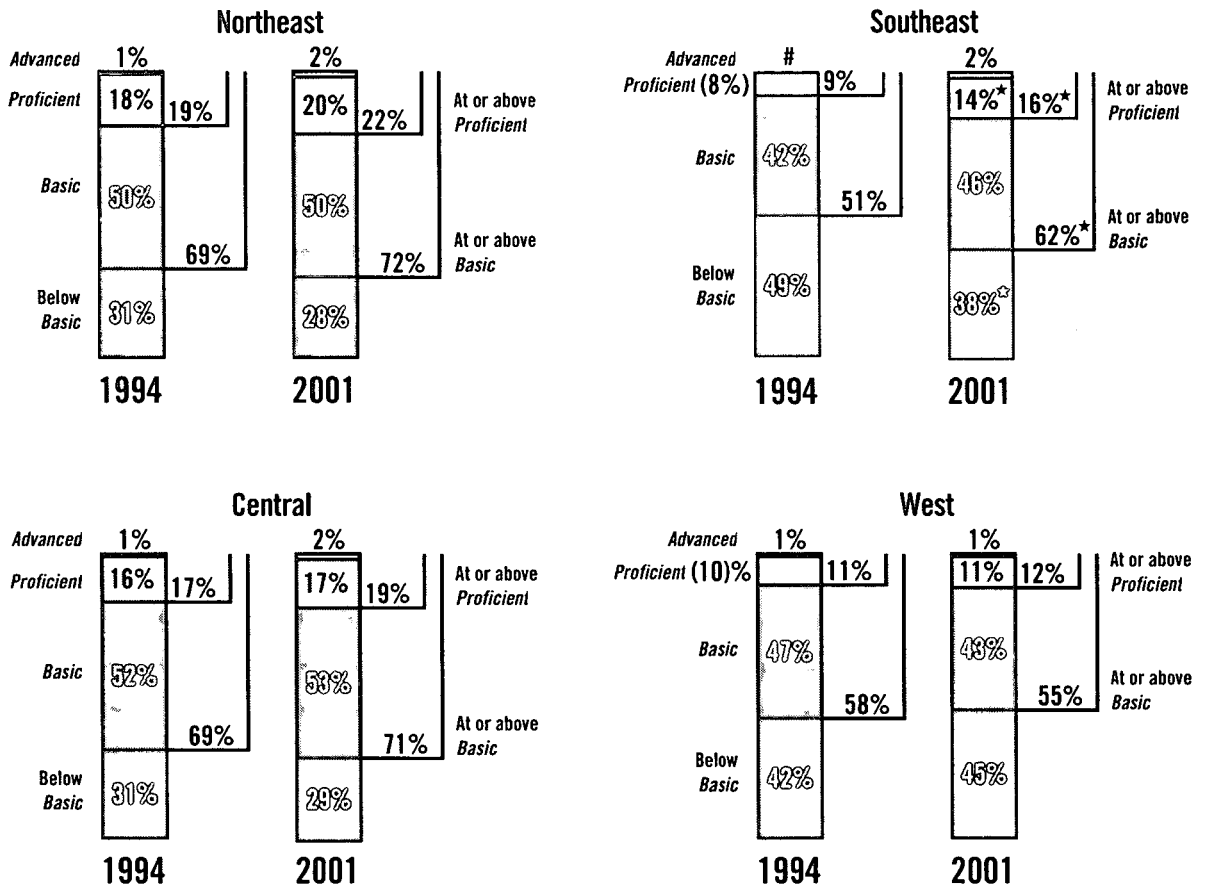 Northeast
Advanced 1% 2%
Proficient 18% 19% 20% 22% At or above
Proficient
Basic 50% 50%
69% 72% At or above
Basic
Below
Basic 31% 28%
1994 2001
Southeast
Advanced # 2%
Proficient (8%) 9% 14%★ 16%★ At or above
Proficient
Basic 42% 46%
51% 62%★ At or above
Basic
Below
Basic 49% 38%☆
1994 2001
Central
Advanced 1% 2%
Proficient 16% 17% 17% 19% At or above
Proficient
Basic 52% 53%
69% 71% At or above
Basic
Below
Basic 31% 29%
1994 2001
West
Advanced 1% 1%
Proficient (10)% 11% 11% 12% At or above
Proficient
Basic 47% 43%
58% 55% At or above
Basic
Below
Basic 42% 45%
1994 2001